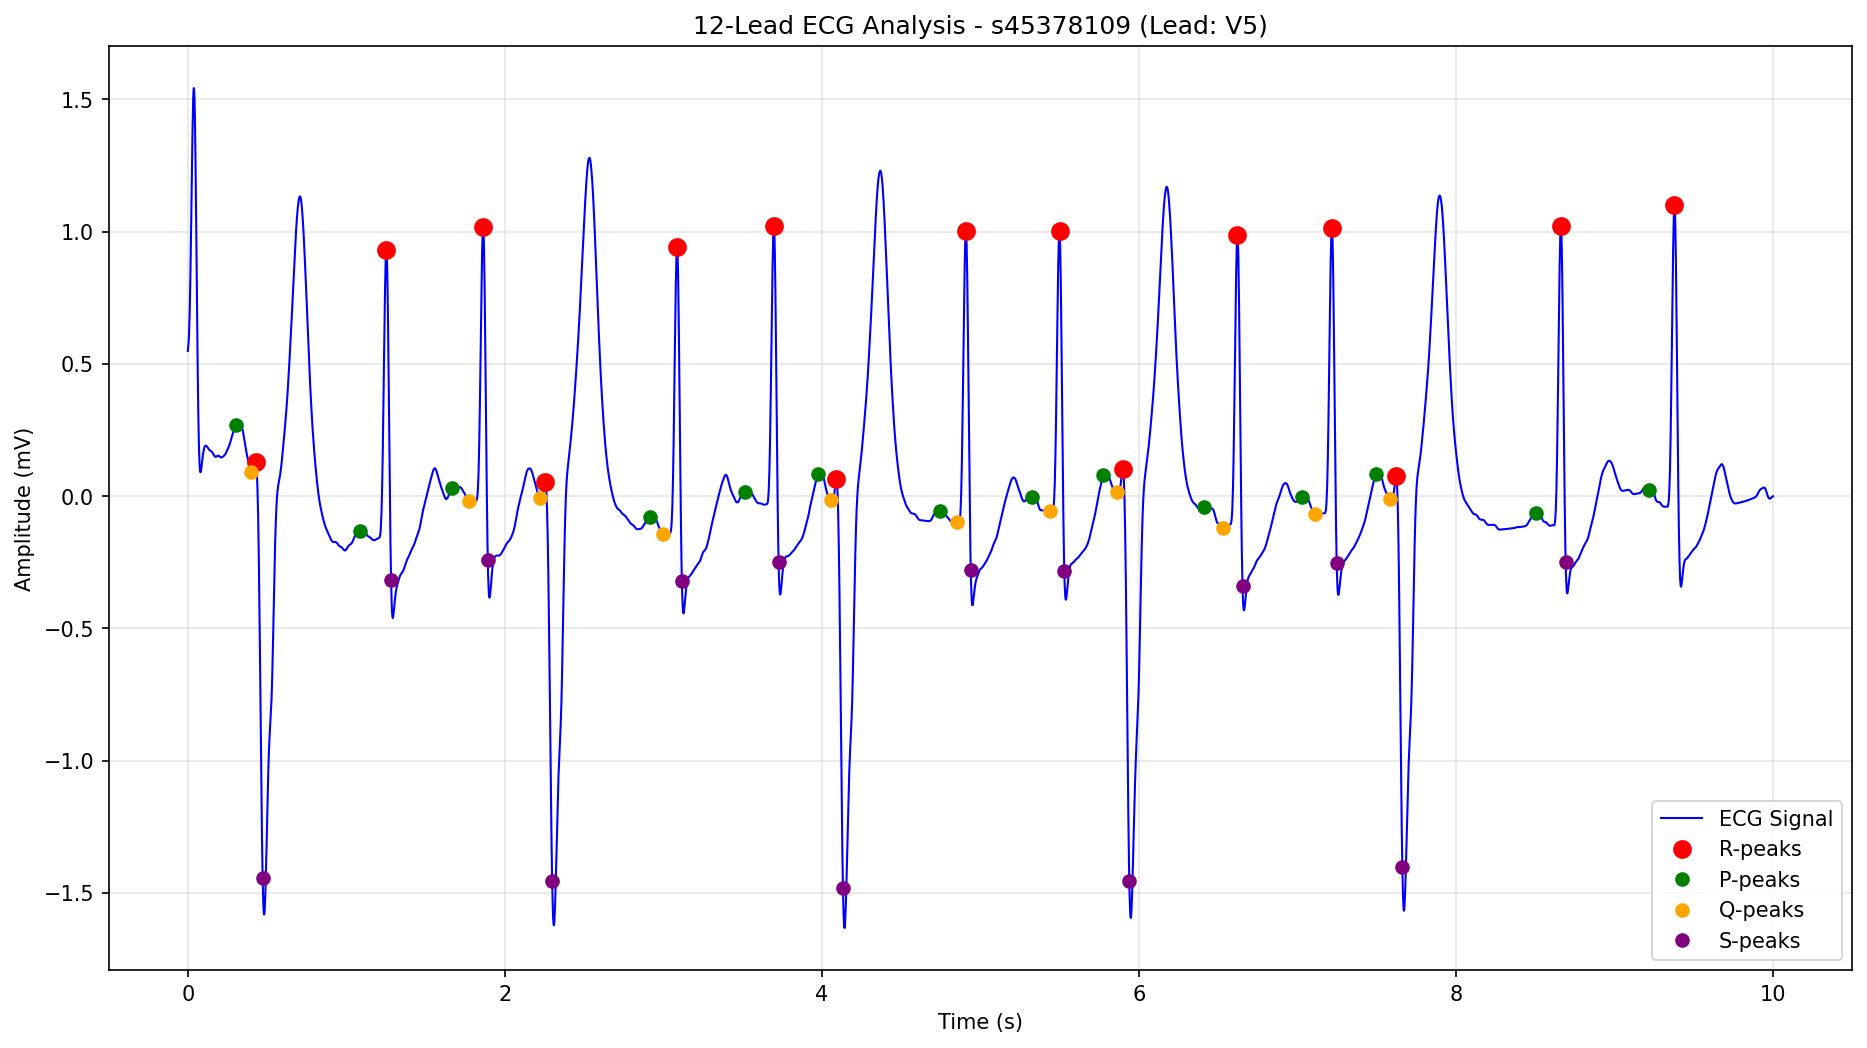 12-Lead ECG Analysis - s45378109 (Lead: V5)
Amplitude (mV)
1.5
1.0
0.5
0.0
−0.5
−1.0
−1.5
0
2
4
6
8
10
Time (s)
ECG Signal
R-peaks
P-peaks
Q-peaks
S-peaks